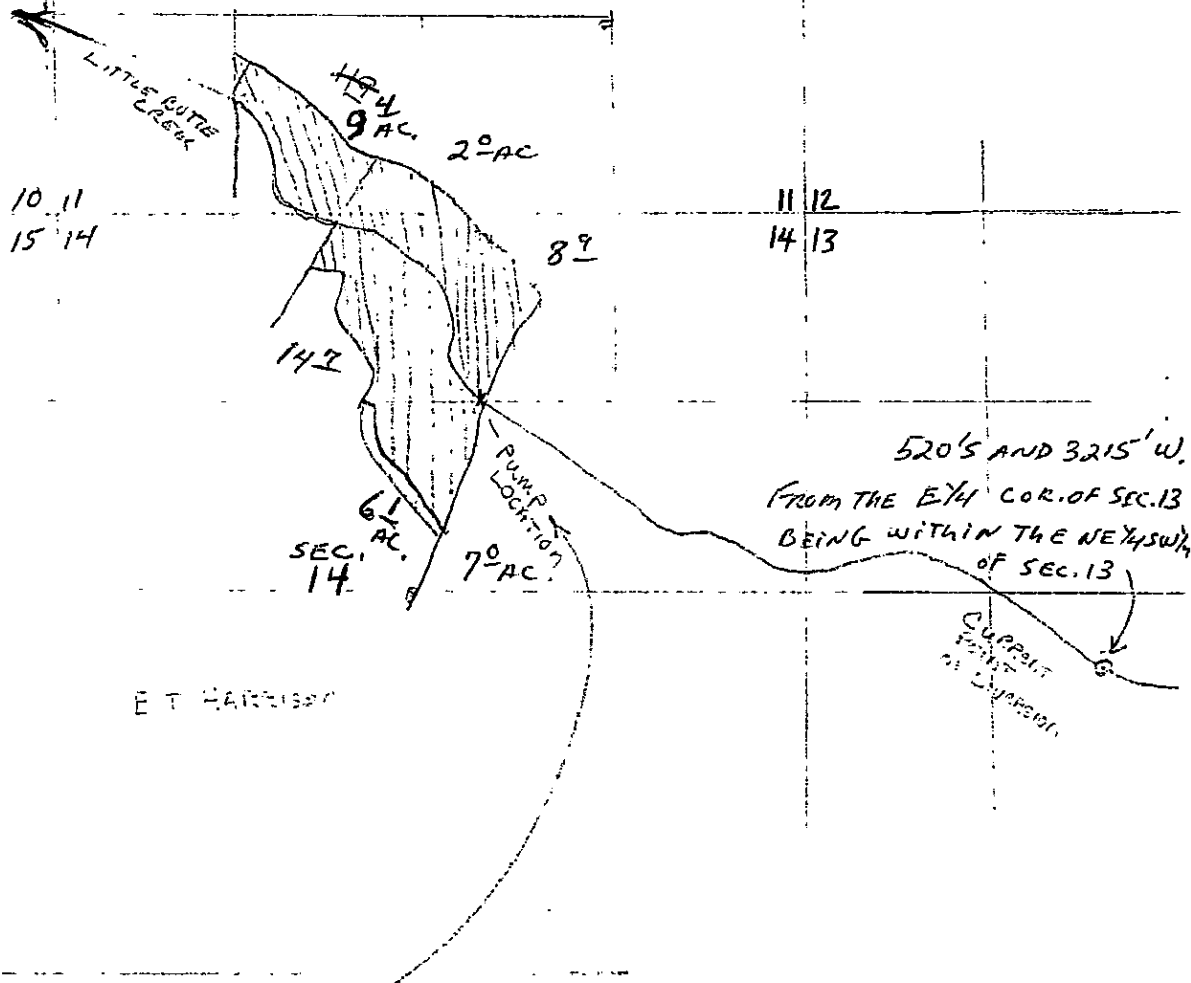 LITTLE BUTTE
CREEK
9 4 AC.
2 0 AC
10 11
15 14
11 12
14 13
8 9
14 7
PUMP
LOCATION
520'S AND 3215' W.
FROM THE E1/4 COR. OF SEC. 13
BEING WITHIN THE NE1/4SW1/4
OF SEC. 13
6 1
AC.
7 0 AC.
SEC.
14
CURRENT
POINT
OF DIVERSION
E T HARRISON